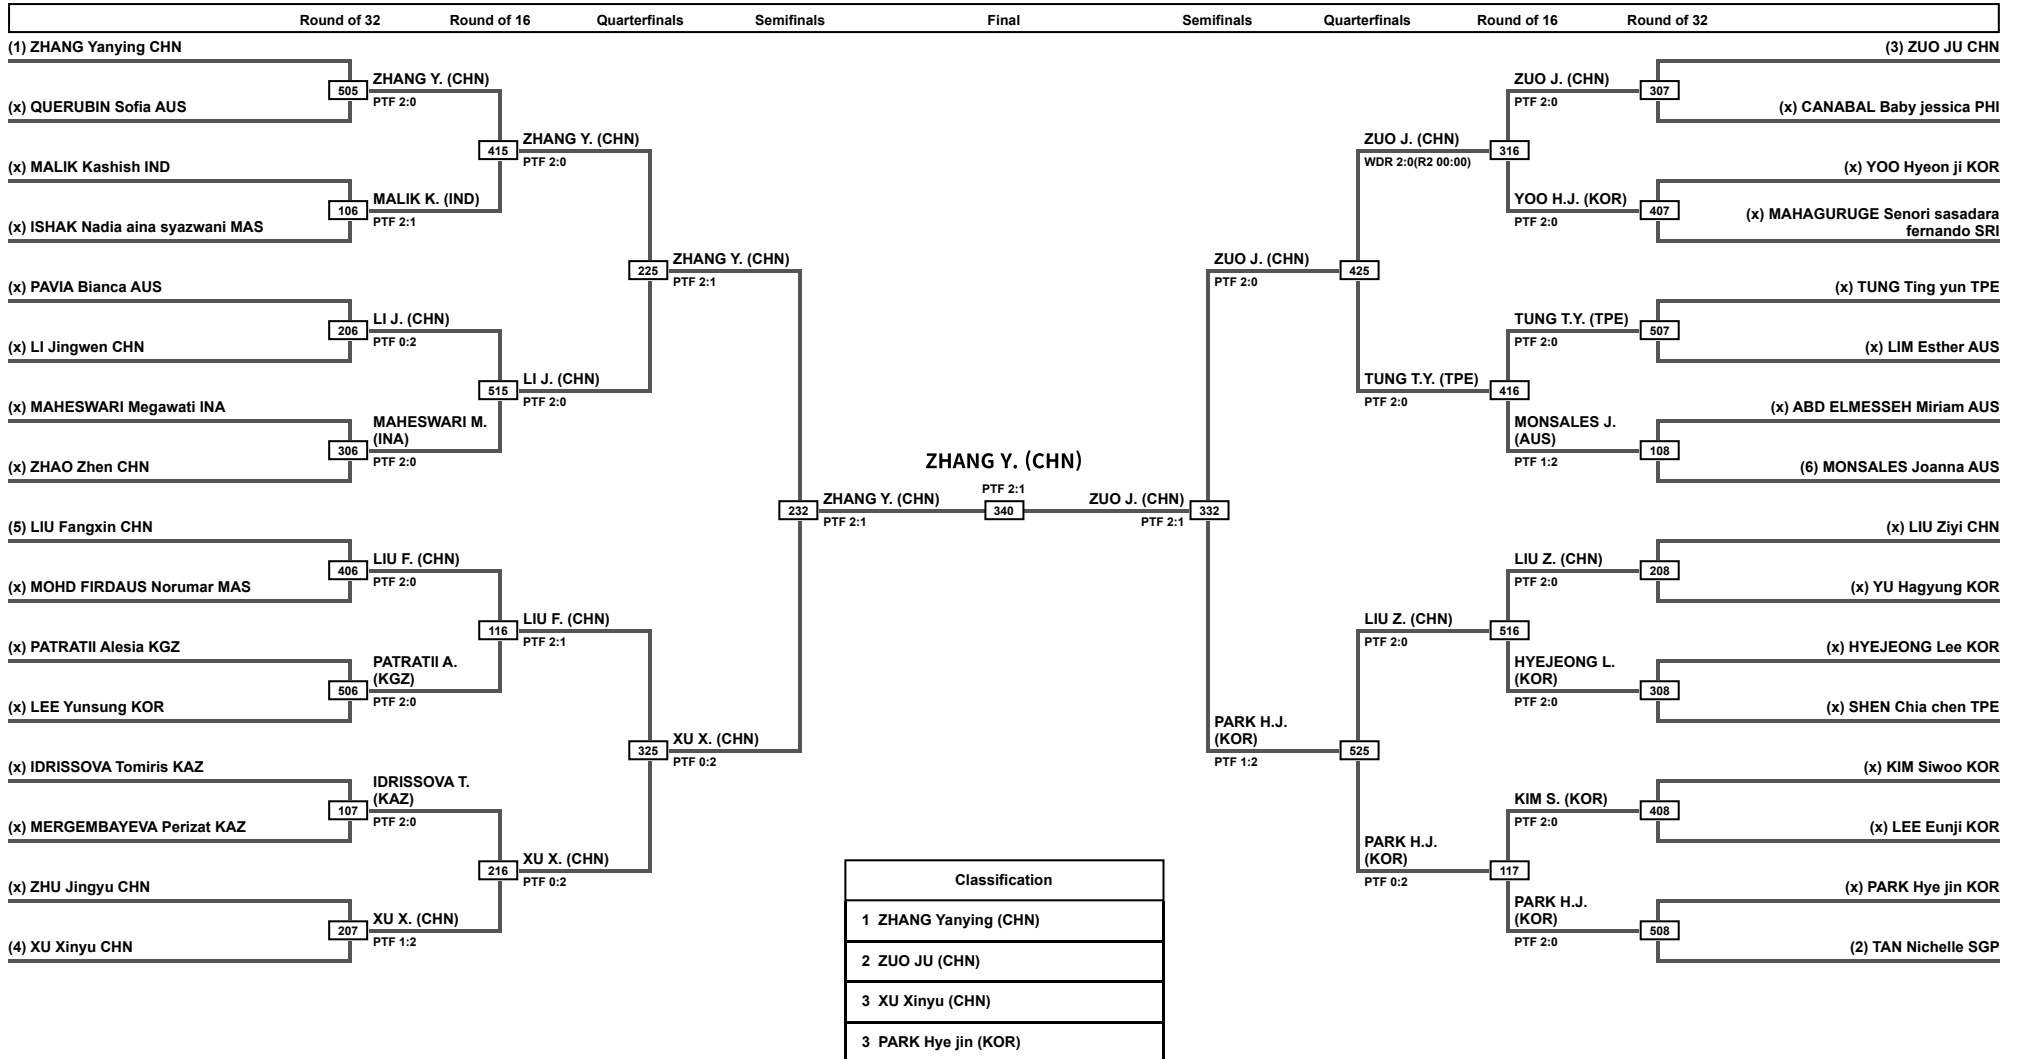 Round of 32 Round of 16 Quarterfinals Semifinals Final Semifinals Quarterfinals Round of 16 Round of 32
(1) ZHANG Yanying CHN
505
ZHANG Y. (CHN)
PTF 2:0
(x) QUERUBIN Sofia AUS
415
ZHANG Y. (CHN)
PTF 2:0
(x) MALIK Kashish IND
106
MALIK K. (IND)
PTF 2:1
(x) ISHAK Nadia aina syazwani MAS
225
ZHANG Y. (CHN)
PTF 2:1
(x) PAVIA Bianca AUS
206
LI J. (CHN)
PTF 0:2
(x) LI Jingwen CHN
515
LI J. (CHN)
PTF 2:0
(x) MAHESWARI Megawati INA
306
MAHESWARI M.
(INA)
PTF 2:0
(x) ZHAO Zhen CHN
232
ZHANG Y. (CHN)
PTF 2:1
(5) LIU Fangxin CHN
406
LIU F. (CHN)
PTF 2:0
(x) MOHD FIRDAUS Norumar MAS
116
LIU F. (CHN)
PTF 2:1
(x) PATRATII Alesia KGZ
506
PATRATII A.
(KGZ)
PTF 2:0
(x) LEE Yunsung KOR
325
XU X. (CHN)
PTF 0:2
(x) IDRISSOVA Tomiris KAZ
107
IDRISSOVA T.
(KAZ)
PTF 2:0
(x) MERGEMBAYEVA Perizat KAZ
216
XU X. (CHN)
PTF 0:2
(x) ZHU Jingyu CHN
207
XU X. (CHN)
PTF 1:2
(4) XU Xinyu CHN
ZHANG Y. (CHN)
PTF 2:1
340
(3) ZUO JU CHN
ZUO J. (CHN)
PTF 2:0
307
(x) CANABAL Baby jessica PHI
ZUO J. (CHN)
WDR 2:0(R2 00:00)
316
(x) YOO Hyeon ji KOR
YOO H.J. (KOR)
PTF 2:0
407
(x) MAHAGURUGE Senori sasadara
fernando SRI
ZUO J. (CHN)
PTF 2:0
425
(x) TUNG Ting yun TPE
TUNG T.Y. (TPE)
PTF 2:0
507
(x) LIM Esther AUS
TUNG T.Y. (TPE)
PTF 2:0
416
(x) ABD ELMESSEH Miriam AUS
MONSALES J.
(AUS)
PTF 1:2
108
(6) MONSALES Joanna AUS
ZUO J. (CHN)
PTF 2:1
332
(x) LIU Ziyi CHN
LIU Z. (CHN)
PTF 2:0
208
(x) YU Hagyung KOR
LIU Z. (CHN)
PTF 2:0
516
(x) HYEJEONG Lee KOR
HYEJEONG L.
(KOR)
PTF 2:0
308
(x) SHEN Chia chen TPE
PARK H.J.
(KOR)
PTF 1:2
525
(x) KIM Siwoo KOR
KIM S. (KOR)
PTF 2:0
408
(x) LEE Eunji KOR
PARK H.J.
(KOR)
PTF 0:2
117
(x) PARK Hye jin KOR
PARK H.J.
(KOR)
PTF 2:0
508
(2) TAN Nichelle SGP
Classification
1 ZHANG Yanying (CHN)
2 ZUO JU (CHN)
3 XU Xinyu (CHN)
3 PARK Hye jin (KOR)